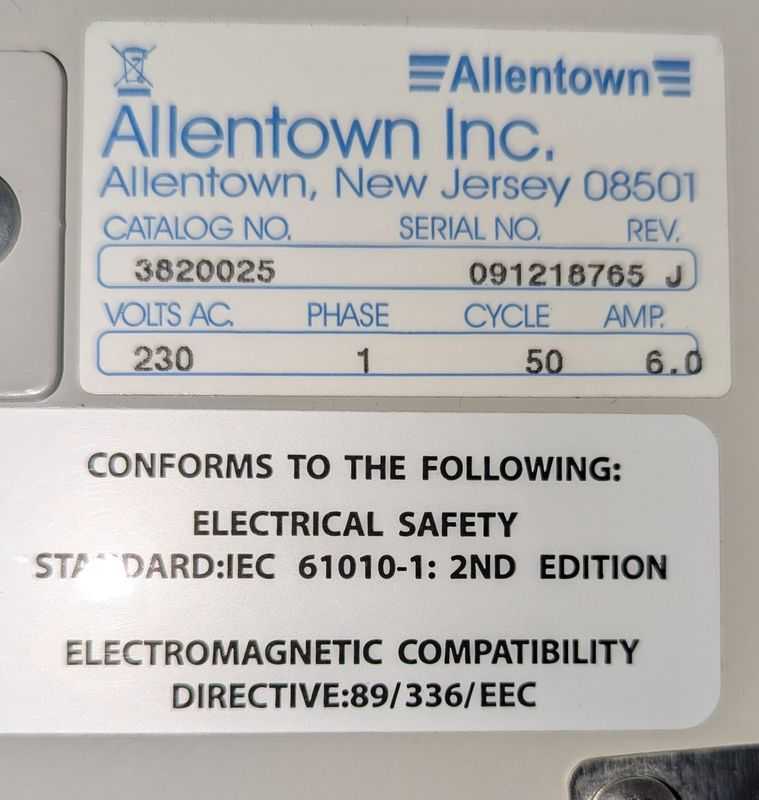 Allentown
Allentown Inc.
Allentown, New Jersey 08501
CATALOG NO. SERIAL NO. REV.
3820025 091218765 J
VOLTS AC. PHASE CYCLE AMP.
230 1 50 6.0
CONFORMS TO THE FOLLOWING:
ELECTRICAL SAFETY
STANDARD:IEC 61010-1: 2ND EDITION
ELECTROMAGNETIC COMPATIBILITY
DIRECTIVE:89/336/EEC